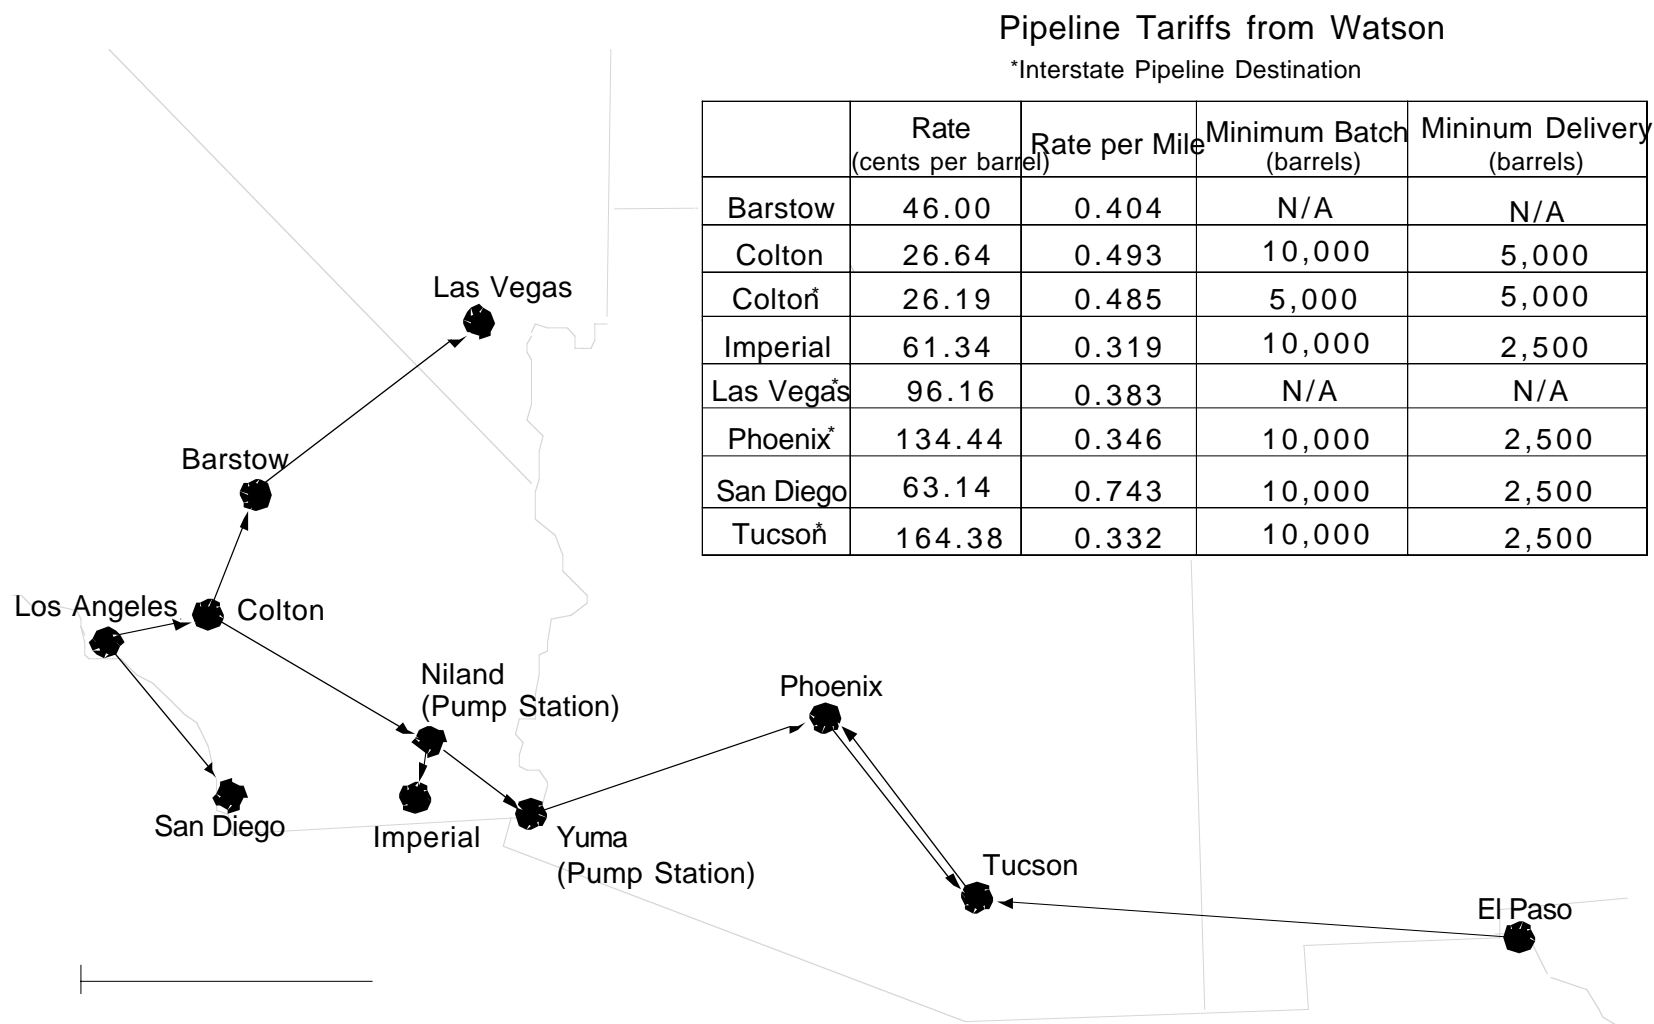 Pipeline Tariffs from Watson
*Interstate Pipeline Destination
Rate
(cents per barrel)
Rate per Mile
Minimum Batch
(barrels)
Mininum Delivery
(barrels)
Barstow 46.00 0.404 N/A N/A
Colton 26.64 0.493 10,000 5,000
Colton* 26.19 0.485 5,000 5,000
Imperial 61.34 0.319 10,000 2,500
Las Vegas* 96.16 0.383 N/A N/A
Phoenix* 134.44 0.346 10,000 2,500
San Diego 63.14 0.743 10,000 2,500
Tucson* 164.38 0.332 10,000 2,500
Las Vegas
Barstow
Los Angeles
Colton
Niland
(Pump Station)
Phoenix
San Diego
Imperial
Yuma
(Pump Station)
Tucson
El Paso